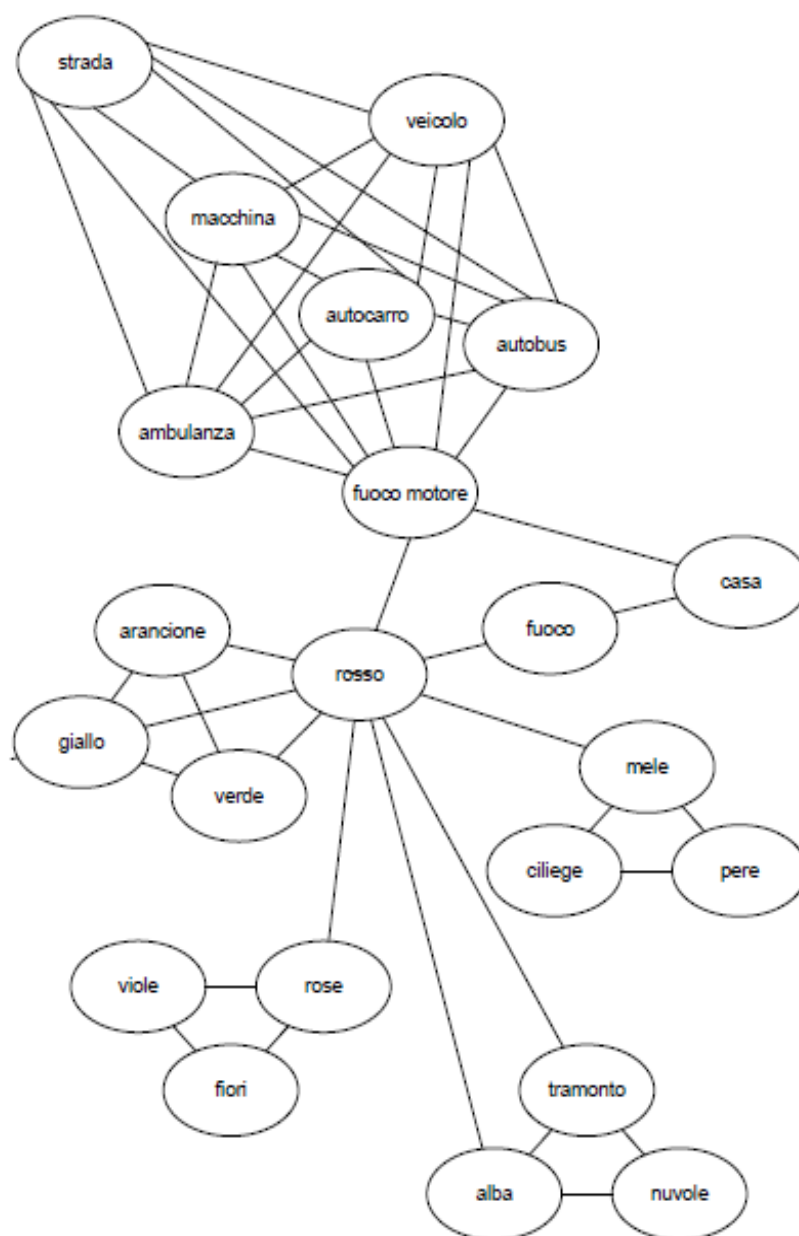 strada
veicolo
macchina
autocarro
autobus
ambulanza
fuoco motore
casa
arancione
fuoco
rosso
giallo
mele
verde
ciliege
pere
viole
rose
fiori
tramonto
alba
nuvole